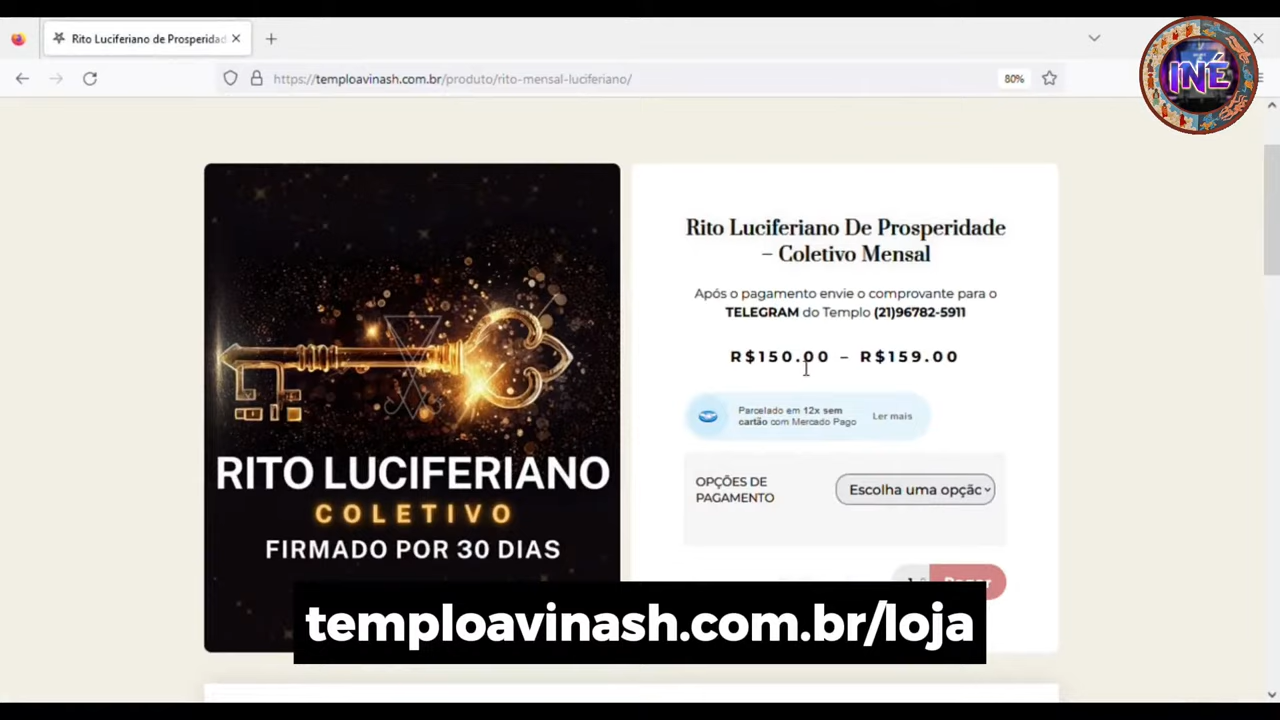 Rito Luciferiano de Prosperidad
https://temploavinash.com.br/produto/rito-mensal-luciferiano/
80%
INÉ
Rito Luciferiano De Prosperidade
– Coletivo Mensal
Após o pagamento envie o comprovante para o
TELEGRAM do Templo (21)96782-5911
R$150.00 – R$159.00
Parcelado em 12x sem
cartão com Mercado Pago
Ler mais
OPÇÕES DE
PAGAMENTO
Escolha uma opção
RITO LUCIFERIANO
COLETIVO
FIRMADO POR 30 DIAS
temploavinash.com.br/loja